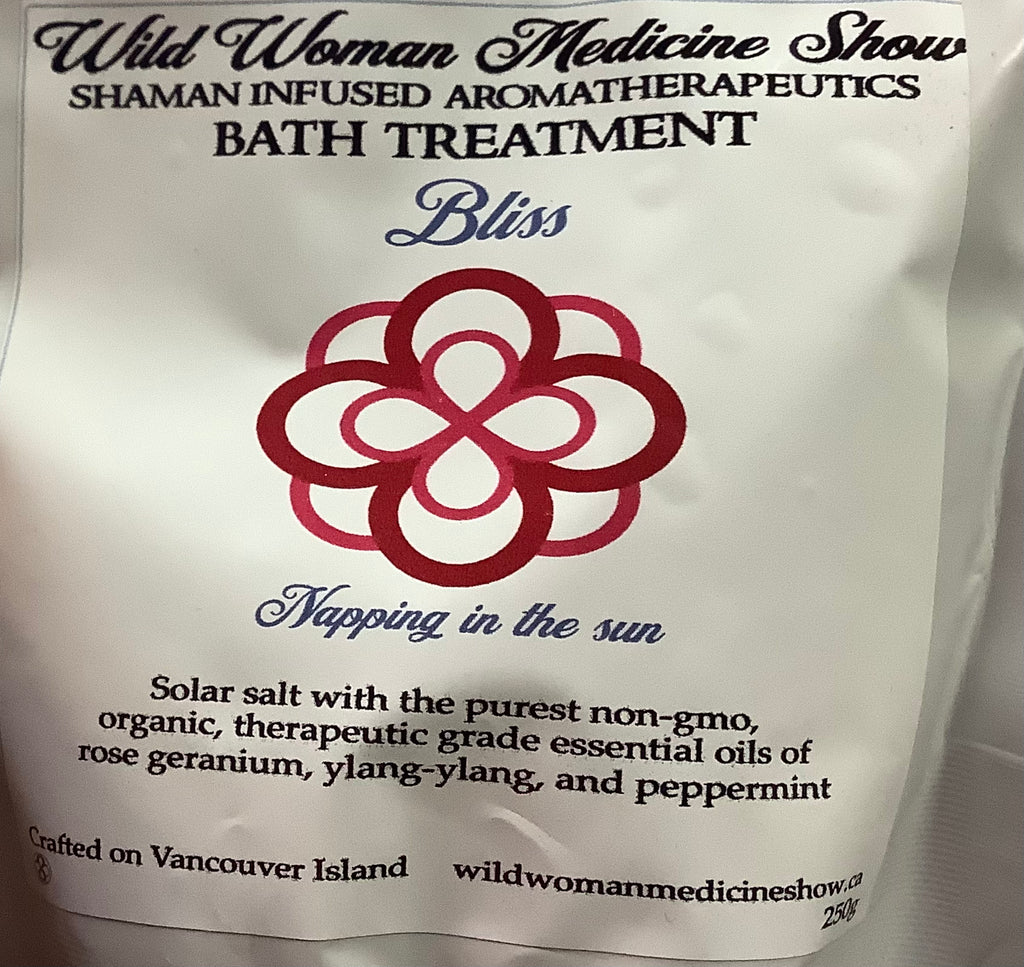 Wild Woman Medicine Show
SHAMAN INFUSED AROMATHERAPEUTICS
BATH TREATMENT
Bliss
Napping in the sun
Solar salt with the purest non-gmo,
organic, therapeutic grade essential oils of
rose geranium, ylang-ylang, and peppermint
Crafted on Vancouver Island wildwomanmedicineshow.ca
250g